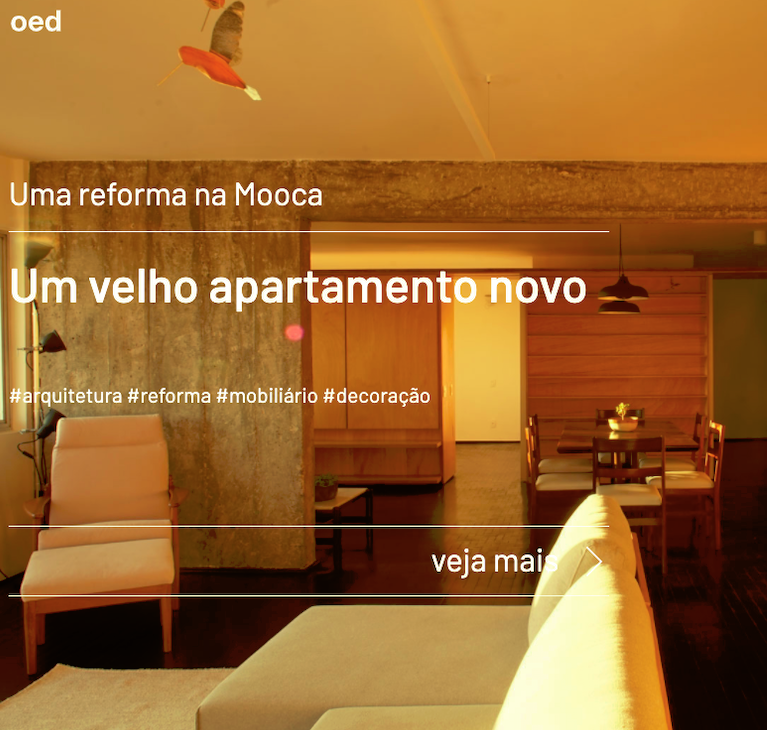 oed
Uma reforma na Mooca
Um velho apartamento novo
#arquitetura #reforma #mobiliário #decoração
veja mais